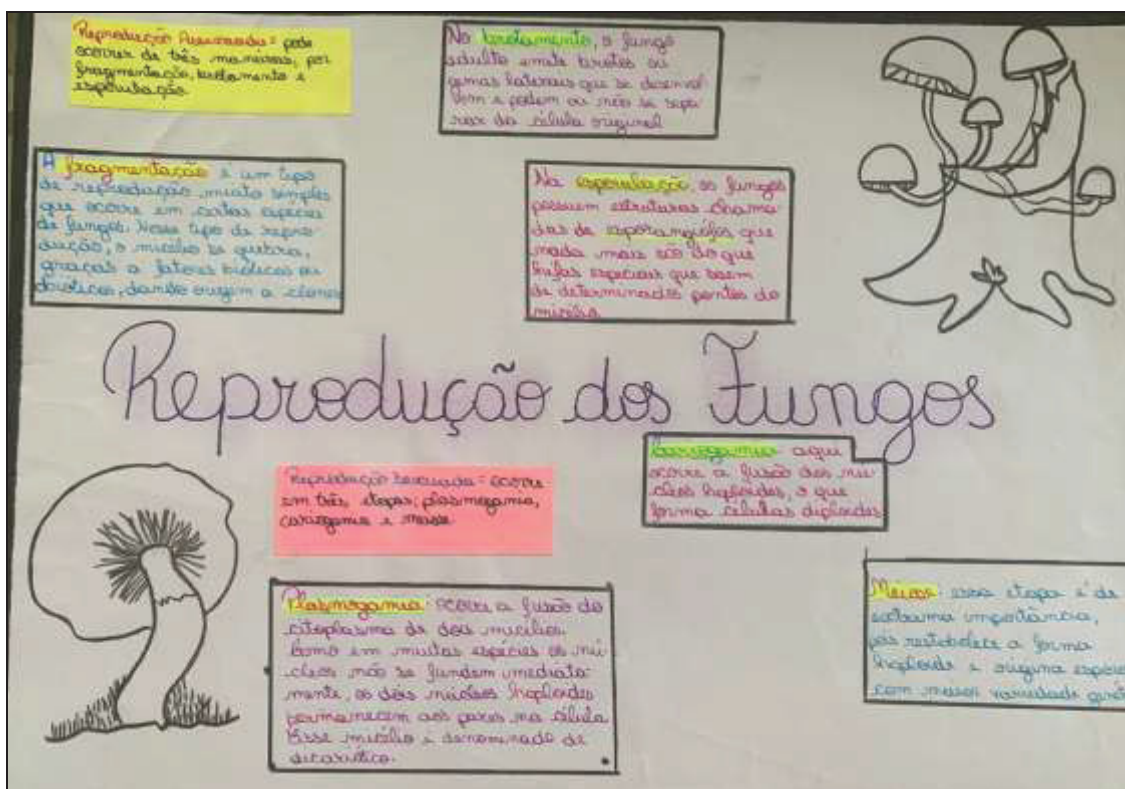 Reprodução Assexuada = pode
ocorrer de três maneiras, por
fragmentação, brotamento e
esporulação
No brotamento, o fungo
adulto emite brotos ou
gemas laterais que se desenvol
vem e podem ou não se sepa
rar da célula original
A fragmentação é um tipo
de reprodução muito simples
que ocorre em certas espécies
de fungos. Nesse tipo de repro-
dução, o micélio se quebra,
graças a fatores bióticos ou
abióticos, dando origem a clones
Na esporulação, os fungos
possuem estruturas chama
das de esporangióforos que
nada mais são do que
hifas especiais que saem
de determinados pontos do
micélio
Reprodução dos Fungos
Cariogamia aqui
ocorre a fusão dos nú-
cleos haploides, o que
forma células diploides
Reprodução Sexuada = ocorre
em três etapas; plasmogamia,
cariogamia e meiose
Plasmogamia: ocorre a fusão do
citoplasma de dois micélios.
Como em muitas espécies os nú-
cleos não se fundem imediata-
mente, os dois núcleos haploides
permanecem aos pares na célula
Esse micélio é denominado de
dicariótico.
Meiose: essa etapa é de
extrema importância,
pois restabelece a forma
haploide e origina esporos
com maior variedade